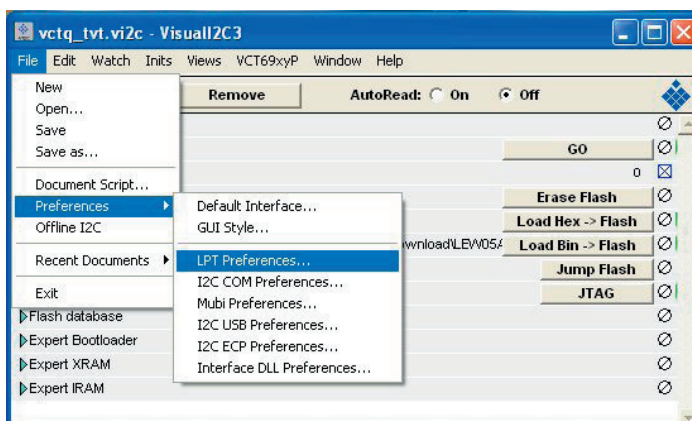 vctq_tvt.vi2c - VisualI2C3
File Edit Watch Inits Views VCT69xyP Window Help
New
Open...
Save
Save as...
Document Script...
Preferences
Offline I2C
Recent Documents
Exit
Default Interface...
GUI Style...
LPT Preferences...
I2C COM Preferences...
Mubi Preferences...
I2C USB Preferences...
I2C ECP Preferences...
Interface DLL Preferences...
Remove AutoRead: On Off
GO
0
Erase Flash
Load Hex -> Flash
wnload\LEW05 Load Bin -> Flash
Jump Flash
JTAG
Flash database
Expert Bootloader
Expert XRAM
Expert IRAM